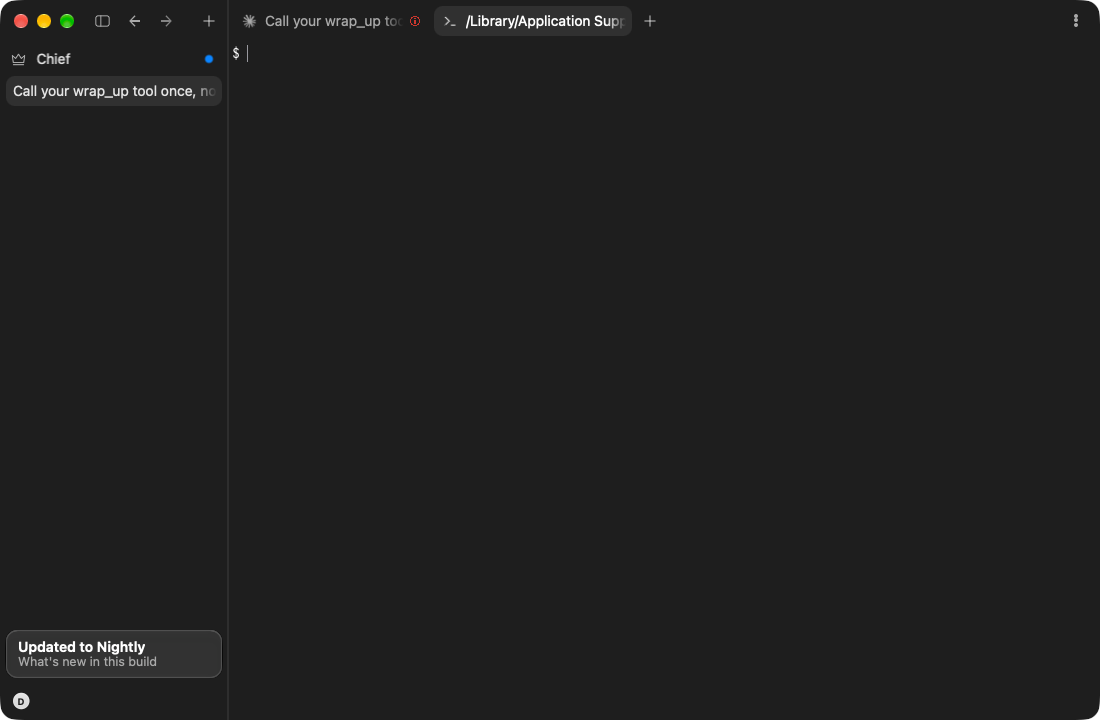 Call your wrap_up too
/Library/Application Supp
Chief
Call your wrap_up tool once, no
$
Updated to Nightly
What's new in this build
D